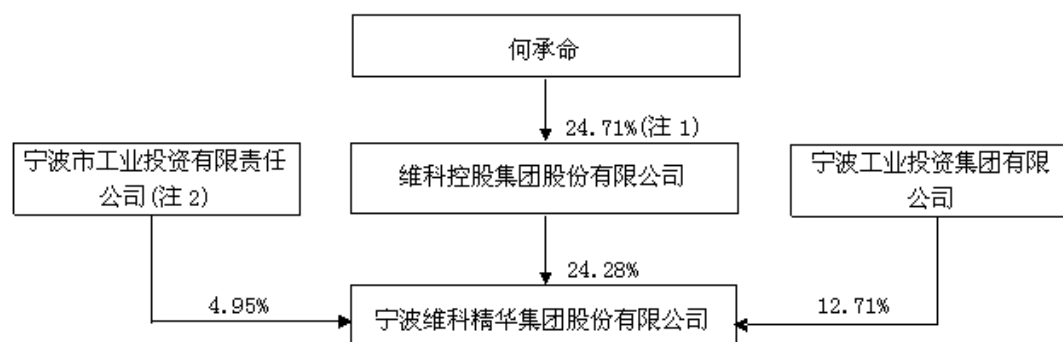 何承命
24.71%(注 1)
宁波市工业投资有限责任
公司(注 2)
维科控股集团股份有限公司
宁波工业投资集团有限
公司
24.28%
4.95%
12.71%
宁波维科精华集团股份有限公司